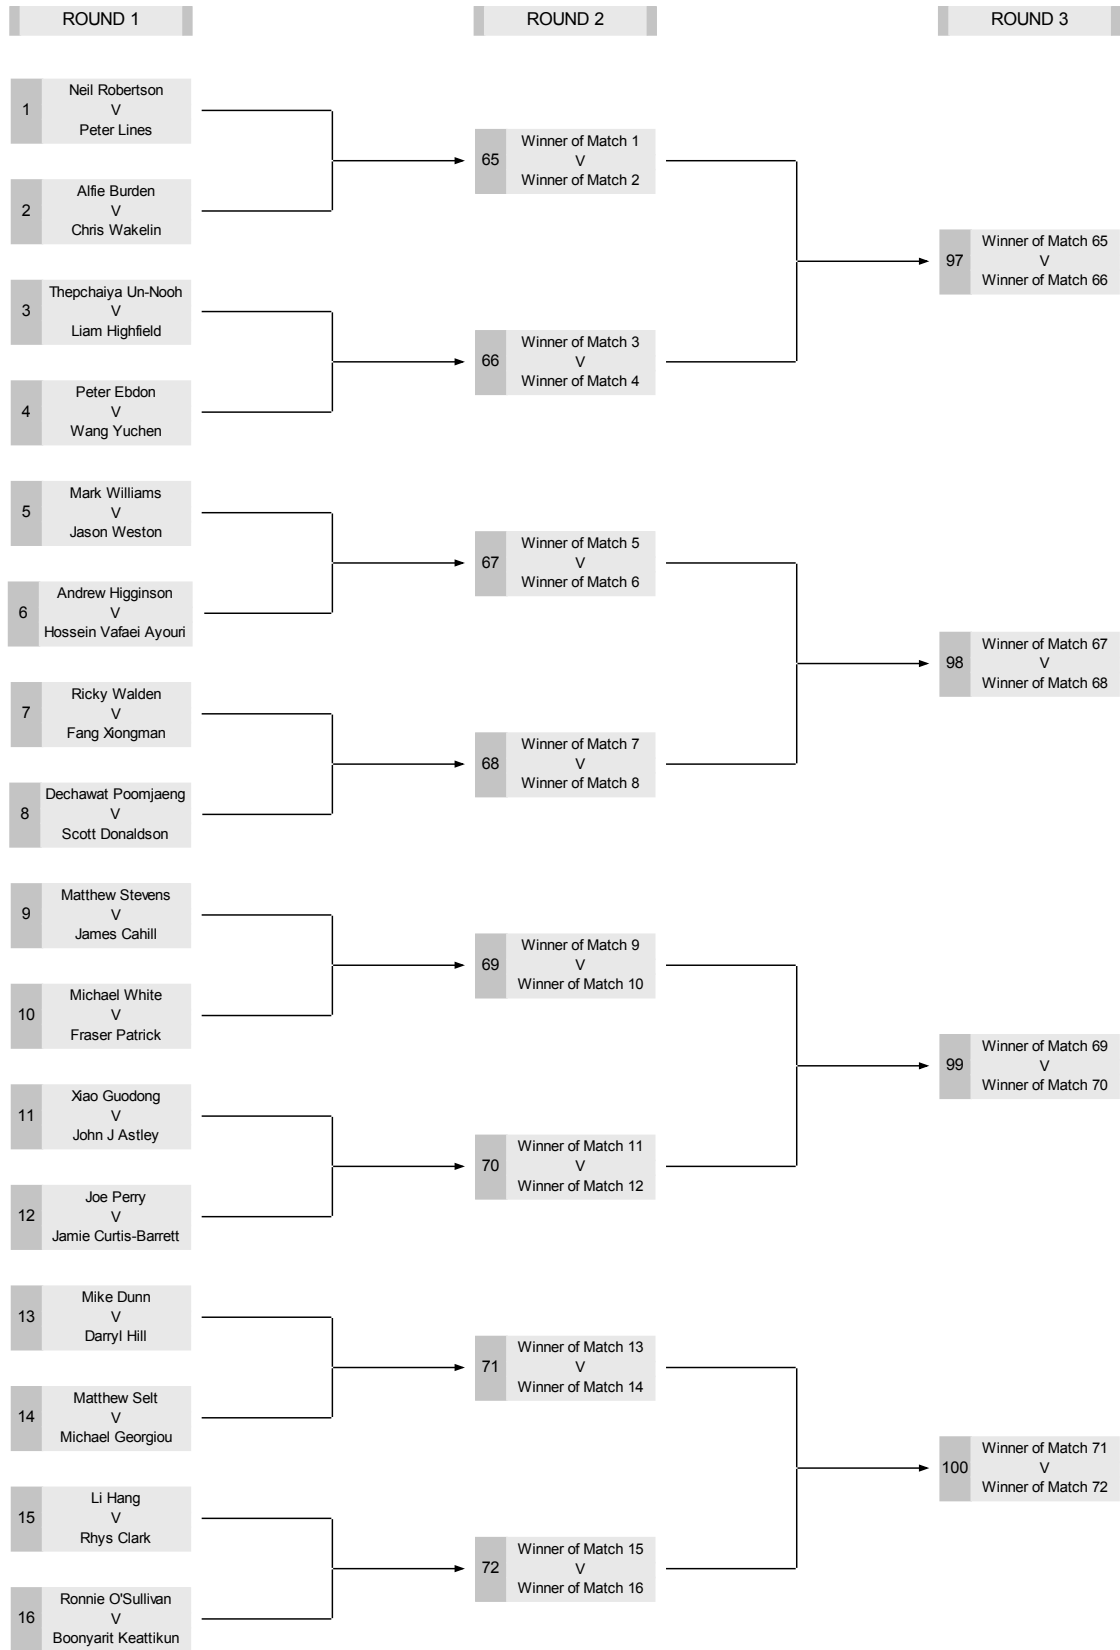 ROUND 1
ROUND 2
ROUND 3
1
Neil Robertson
V
Peter Lines
2
Alfie Burden
V
Chris Wakelin
3
Thepchaiya Un-Nooh
V
Liam Highfield
4
Peter Ebdon
V
Wang Yuchen
5
Mark Williams
V
Jason Weston
6
Andrew Higginson
V
Hossein Vafaei Ayouri
7
Ricky Walden
V
Fang Xiongman
8
Dechawat Poomjaeng
V
Scott Donaldson
9
Matthew Stevens
V
James Cahill
10
Michael White
V
Fraser Patrick
11
Xiao Guodong
V
John J Astley
12
Joe Perry
V
Jamie Curtis-Barrett
13
Mike Dunn
V
Darryl Hill
14
Matthew Selt
V
Michael Georgiou
15
Li Hang
V
Rhys Clark
16
Ronnie O'Sullivan
V
Boonyarit Keattikun
65
Winner of Match 1
V
Winner of Match 2
66
Winner of Match 3
V
Winner of Match 4
67
Winner of Match 5
V
Winner of Match 6
68
Winner of Match 7
V
Winner of Match 8
69
Winner of Match 9
V
Winner of Match 10
70
Winner of Match 11
V
Winner of Match 12
71
Winner of Match 13
V
Winner of Match 14
72
Winner of Match 15
V
Winner of Match 16
97
Winner of Match 65
V
Winner of Match 66
98
Winner of Match 67
V
Winner of Match 68
99
Winner of Match 69
V
Winner of Match 70
100
Winner of Match 71
V
Winner of Match 72